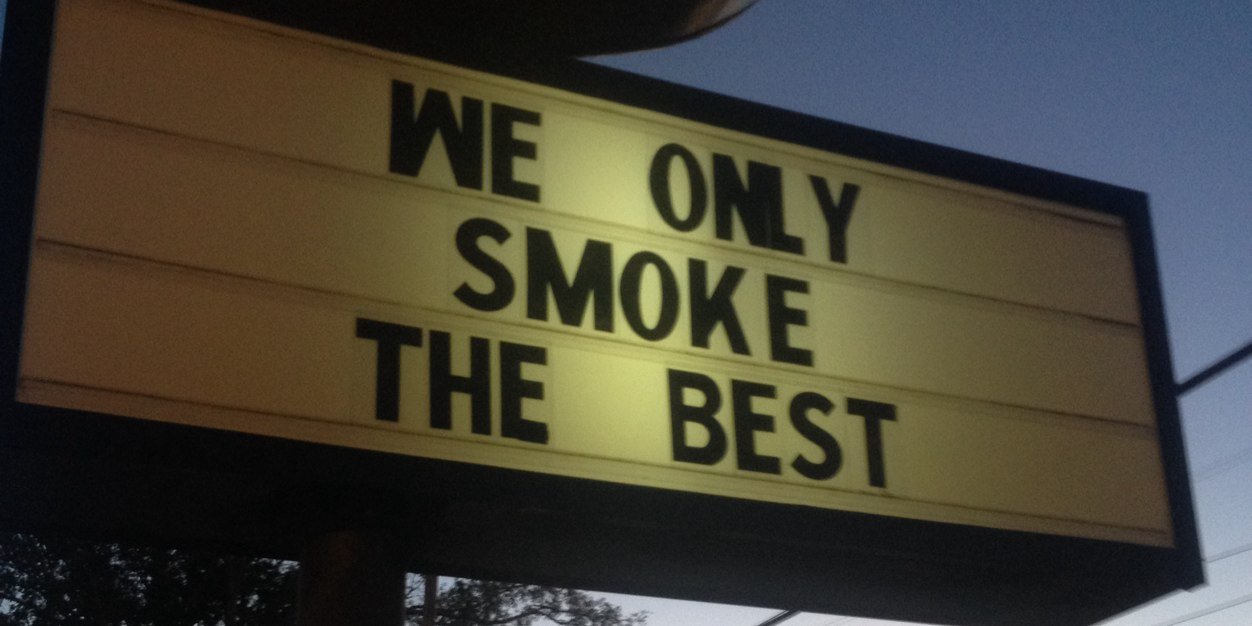 WE ONLY
SMOKE
THE BEST